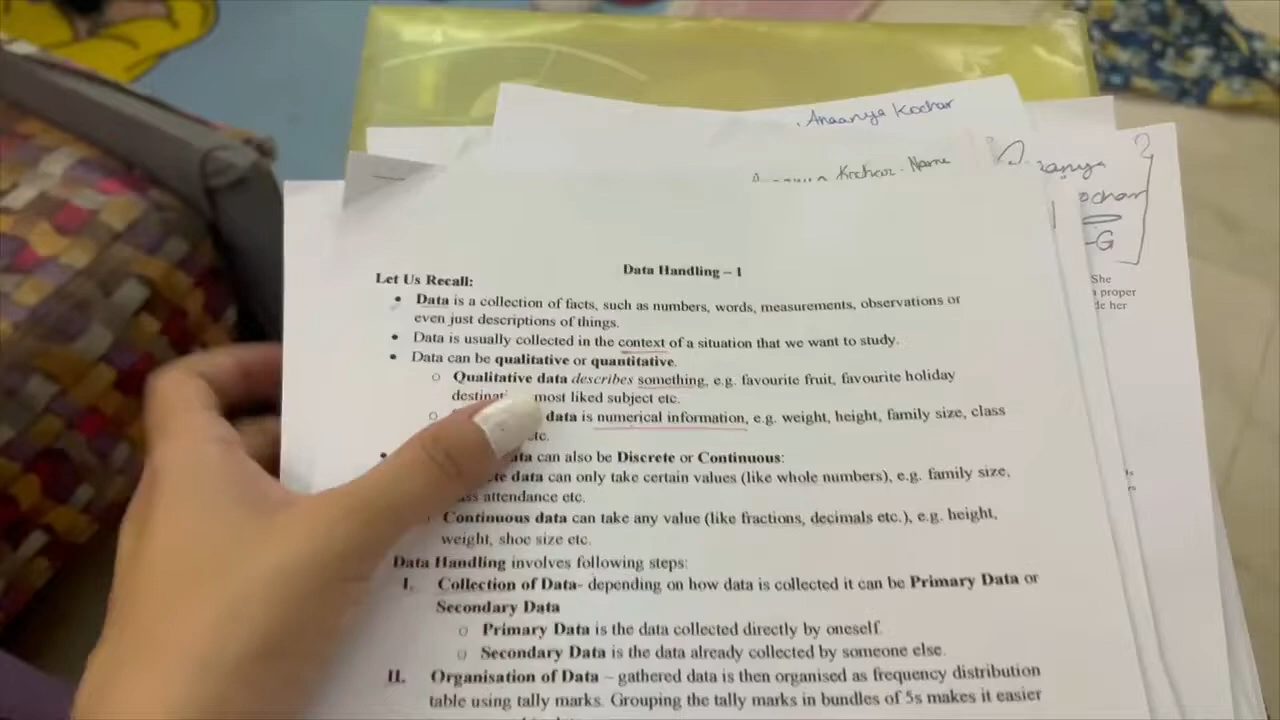 Anaanya Kochar
Kochar - Name
?
Kochar
-G
She
proper
her
Data Handling – 1
Let Us Recall:
• Data is a collection of facts, such as numbers, words, measurements, observations or
even just descriptions of things.
• Data is usually collected in the context of a situation that we want to study.
• Data can be qualitative or quantitative.
○ Qualitative data describes something, e.g. favourite fruit, favourite holiday
most liked subject etc.
○ data is numerical information, e.g. weight, height, family size, class
etc.
• can also be Discrete or Continuous:
data can only take certain values (like whole numbers), e.g. family size,
attendance etc.
Continuous data can take any value (like fractions, decimals etc.), e.g. height,
weight, shoe size etc.
Data Handling involves following steps:
I. Collection of Data- depending on how data is collected it can be Primary Data or
Secondary Data
○ Primary Data is the data collected directly by oneself.
○ Secondary Data is the data already collected by someone else.
II. Organisation of Data – gathered data is then organised as frequency distribution
table using tally marks. Grouping the tally marks in bundles of 5s makes it easier